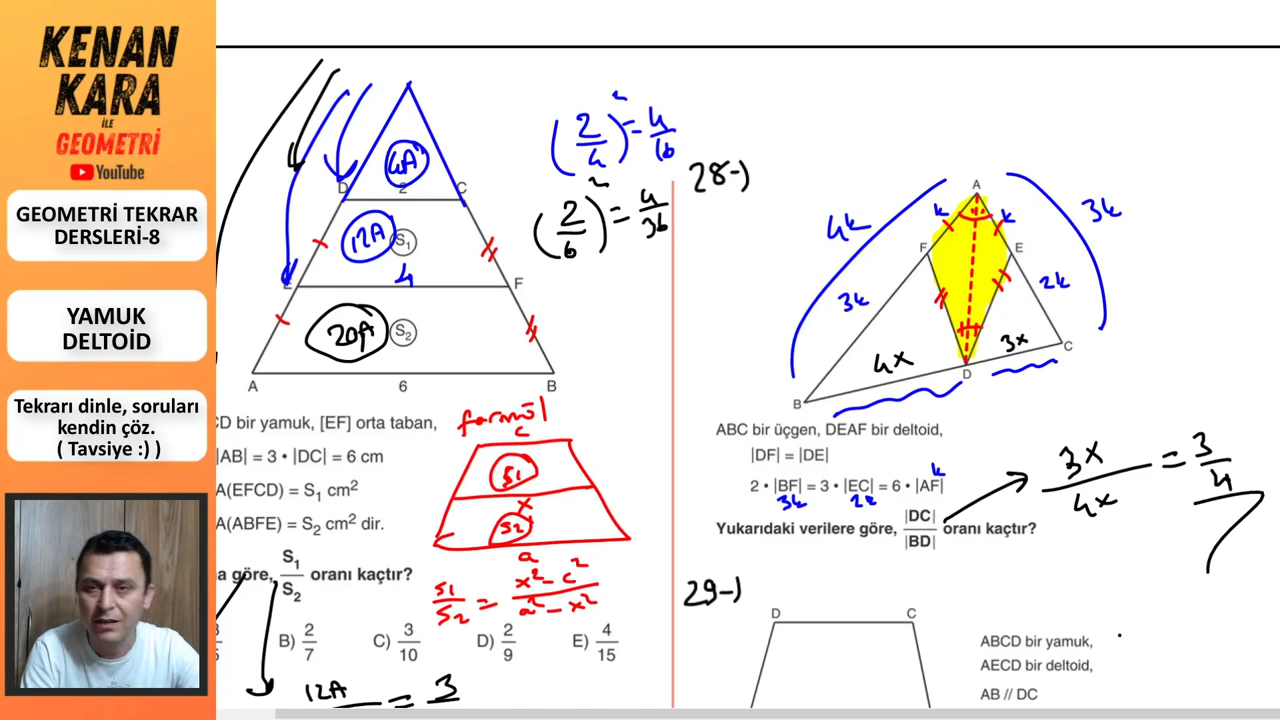 KENAN
KARA
İLE
GEOMETRİ
YouTube
GEOMETRİ TEKRAR
DERSLERİ-8
YAMUK
DELTOİD
Tekrarı dinle, soruları
kendin çöz.
( Tavsiye :) )
4A
D 2 C
12A S₁
4
E F
20A S₂
A 6 B
(2/4)² = 4/16
(2/6)² = 4/36
CD bir yamuk, [EF] orta taban,
|AB| = 3 • |DC| = 6 cm
A(EFCD) = S₁ cm²
A(ABFE) = S₂ cm² dir.
a göre, S₁/S₂ oranı kaçtır?
B) 2/7 C) 3/10 D) 2/9 E) 4/15
12A = 3
formül
c
S1
x
S2
a
S1/S2 = x² - c² / a² - x²
28-)
A
4k k k 3k
F E
3k 2k
4x 3x
B D C
ABC bir üçgen, DEAF bir deltoid,
|DF| = |DE|
2 • |BF| = 3 • |EC| = 6 • |AF|
3k 2k k
Yukarıdaki verilere göre, |DC|/|BD| oranı kaçtır?
3x/4x = 3/4
29-)
D C
ABCD bir yamuk,
AECD bir deltoid,
AB // DC